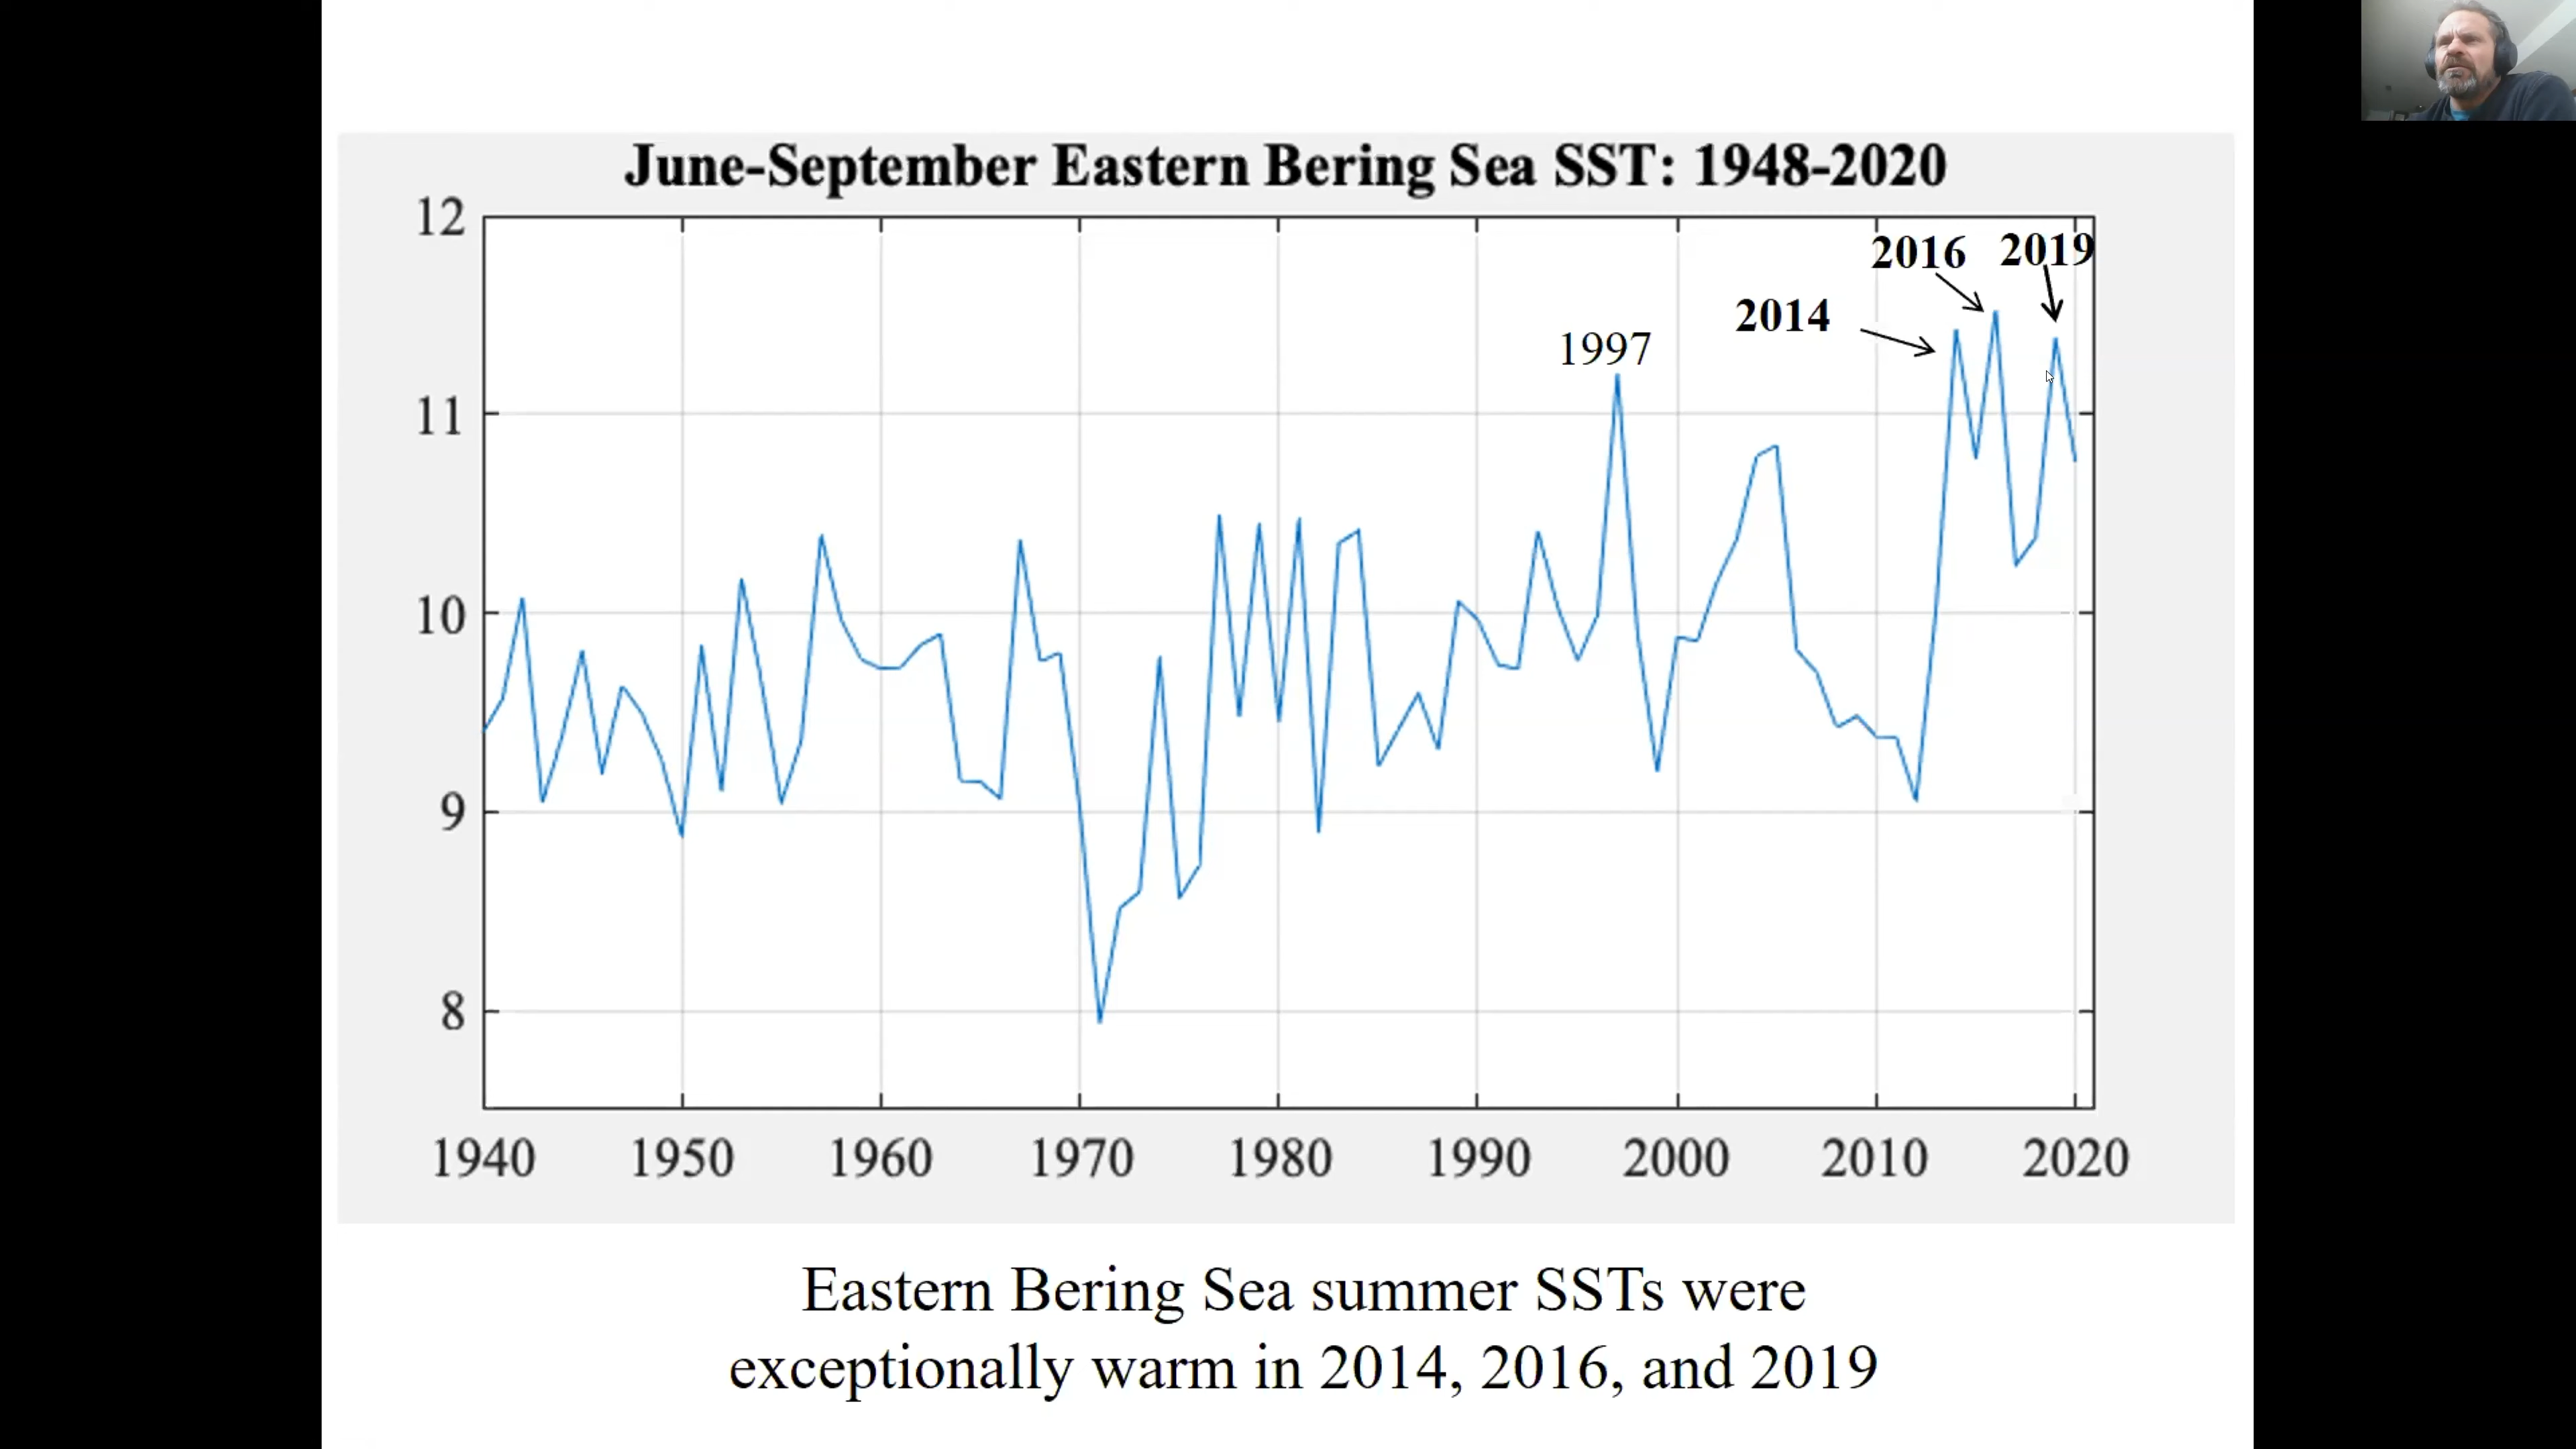 June-September Eastern Bering Sea SST: 1948-2020
12
11
10
9
8
2016
2019
2014
1997
1940 1950 1960 1970 1980 1990 2000 2010 2020
Eastern Bering Sea summer SSTs were
exceptionally warm in 2014, 2016, and 2019